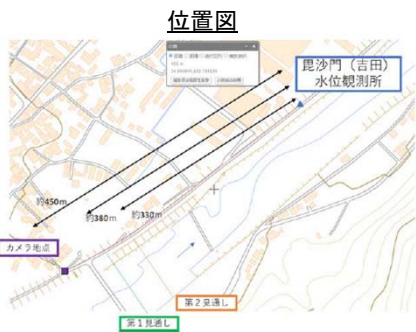 位置図
毘沙門（吉田）
水位観測所
約450m
約380m
約330m
カメラ地点
第2見通し
第1見通し